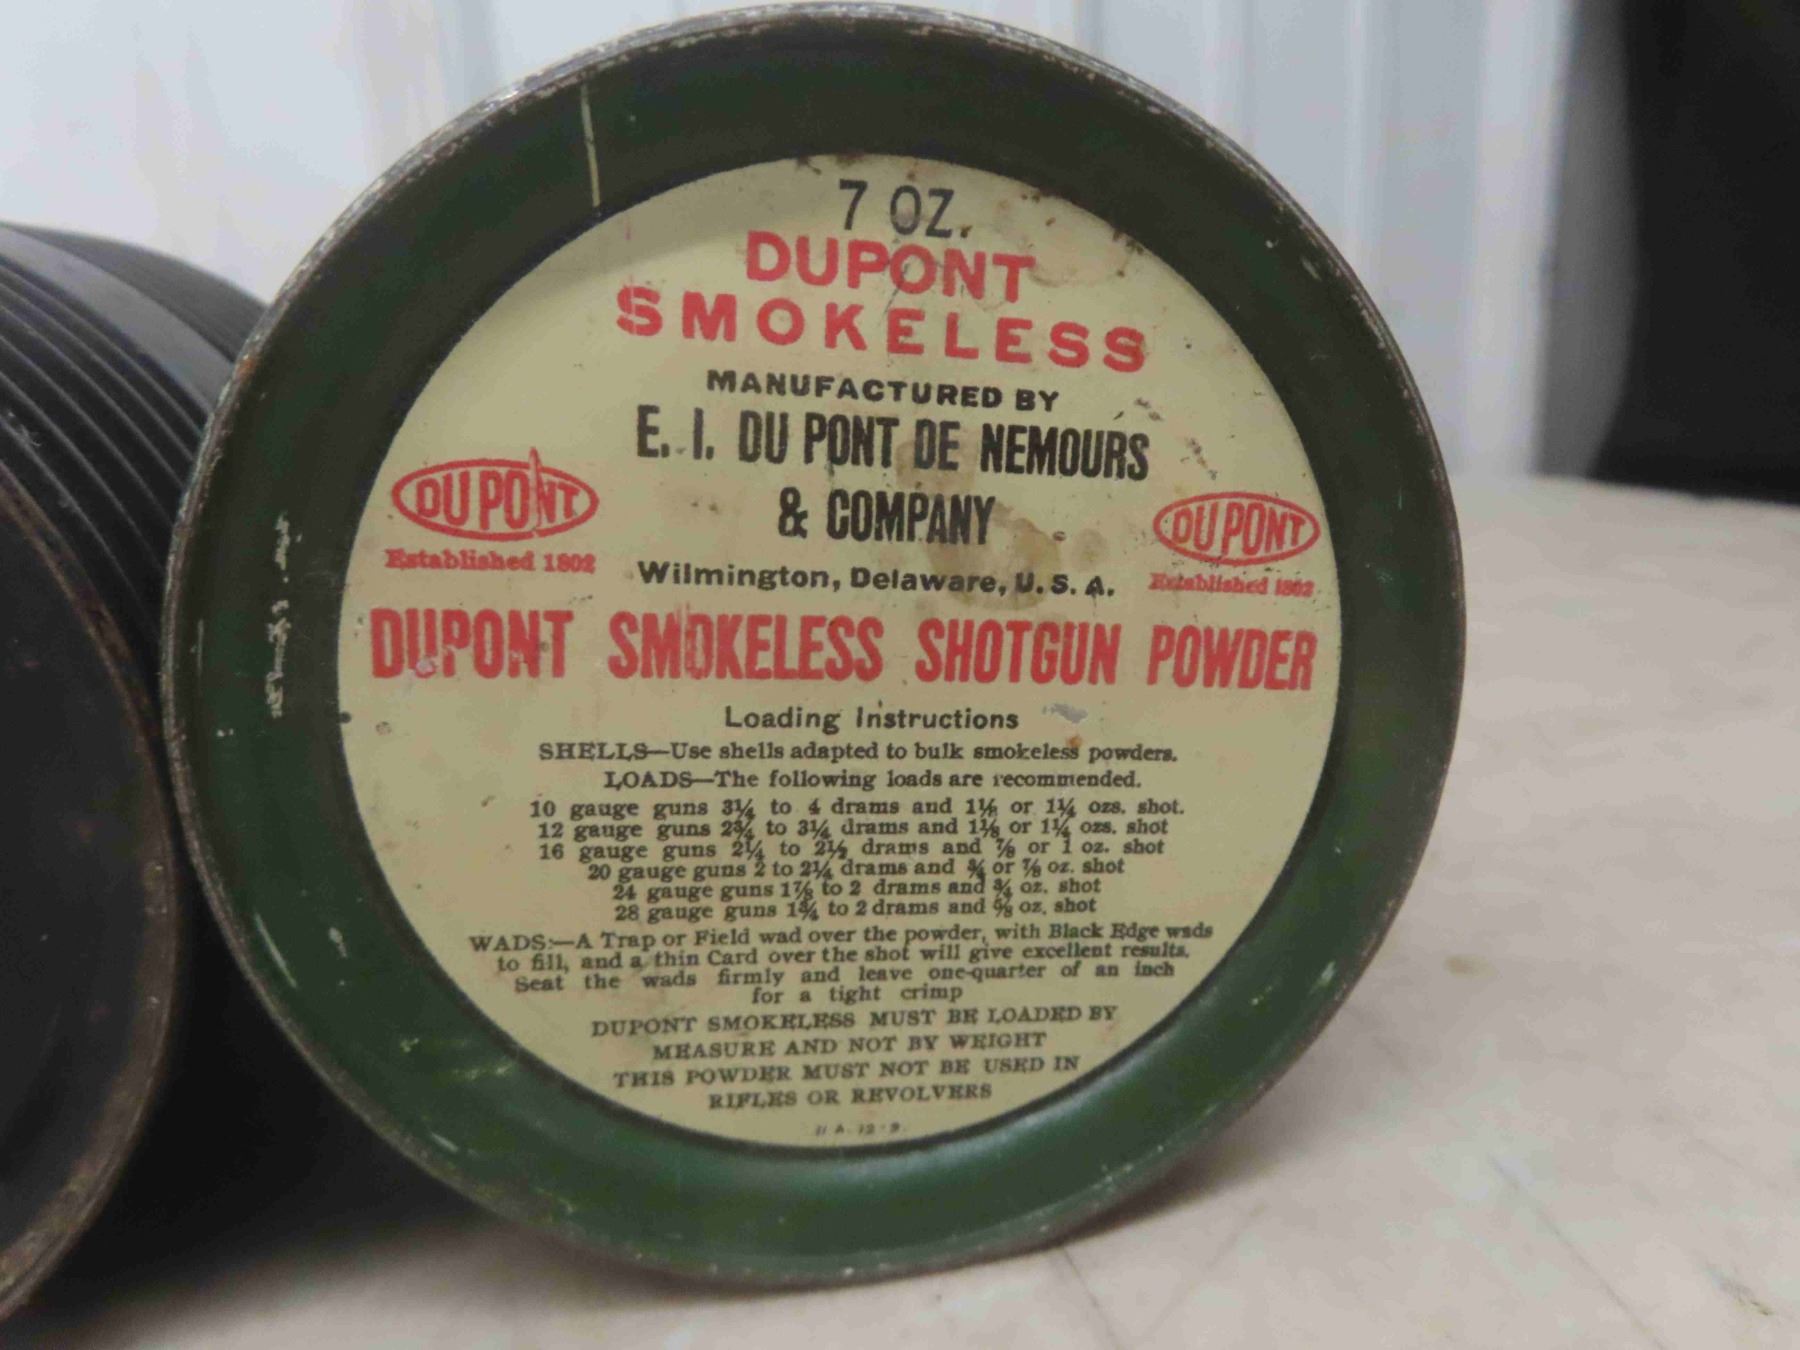 7 OZ.
DUPONT
SMOKELESS
MANUFACTURED BY
E. I. DU PONT DE NEMOURS
& COMPANY
DU PONT
Established 1802
DU PONT
Established 1802
Wilmington, Delaware, U.S.A.
DUPONT SMOKELESS SHOTGUN POWDER
Loading Instructions
SHELLS—Use shells adapted to bulk smokeless powders.
LOADS—The following loads are recommended.
10 gauge guns 3¼ to 4 drams and 1⅛ or 1¼ ozs. shot.
12 gauge guns 2¾ to 3¼ drams and 1⅛ or 1¼ ozs. shot
16 gauge guns 2¼ to 2½ drams and ⅞ or 1 oz. shot
20 gauge guns 2 to 2¼ drams and ¾ or ⅞ oz. shot
24 gauge guns 1⅞ to 2 drams and ¾ oz. shot
28 gauge guns 1¾ to 2 drams and ⅝ oz. shot
WADS:—A Trap or Field wad over the powder, with Black Edge wads
to fill, and a thin Card over the shot will give excellent results.
Seat the wads firmly and leave one-quarter of an inch
for a tight crimp
DUPONT SMOKELESS MUST BE LOADED BY
MEASURE AND NOT BY WEIGHT
THIS POWDER MUST NOT BE USED IN
RIFLES OR REVOLVERS